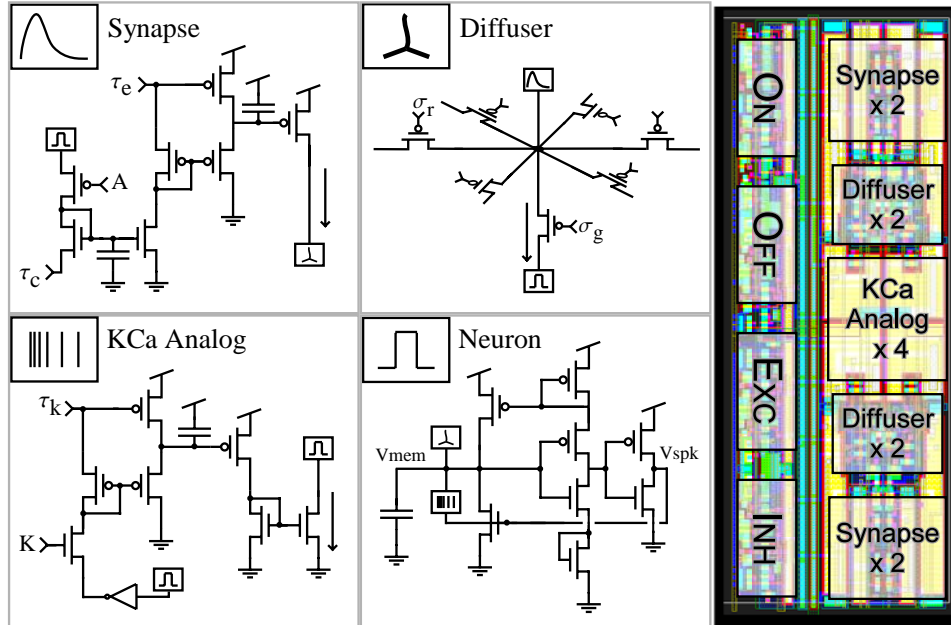 Synapse
τe
A
τc
Diffuser
σr
σg
KCa Analog
τk
K
Neuron
Vmem
Vspk
ON
OFF
EXC
INH
Synapse
x 2
Diffuser
x 2
KCa
Analog
x 4
Diffuser
x 2
Synapse
x 2